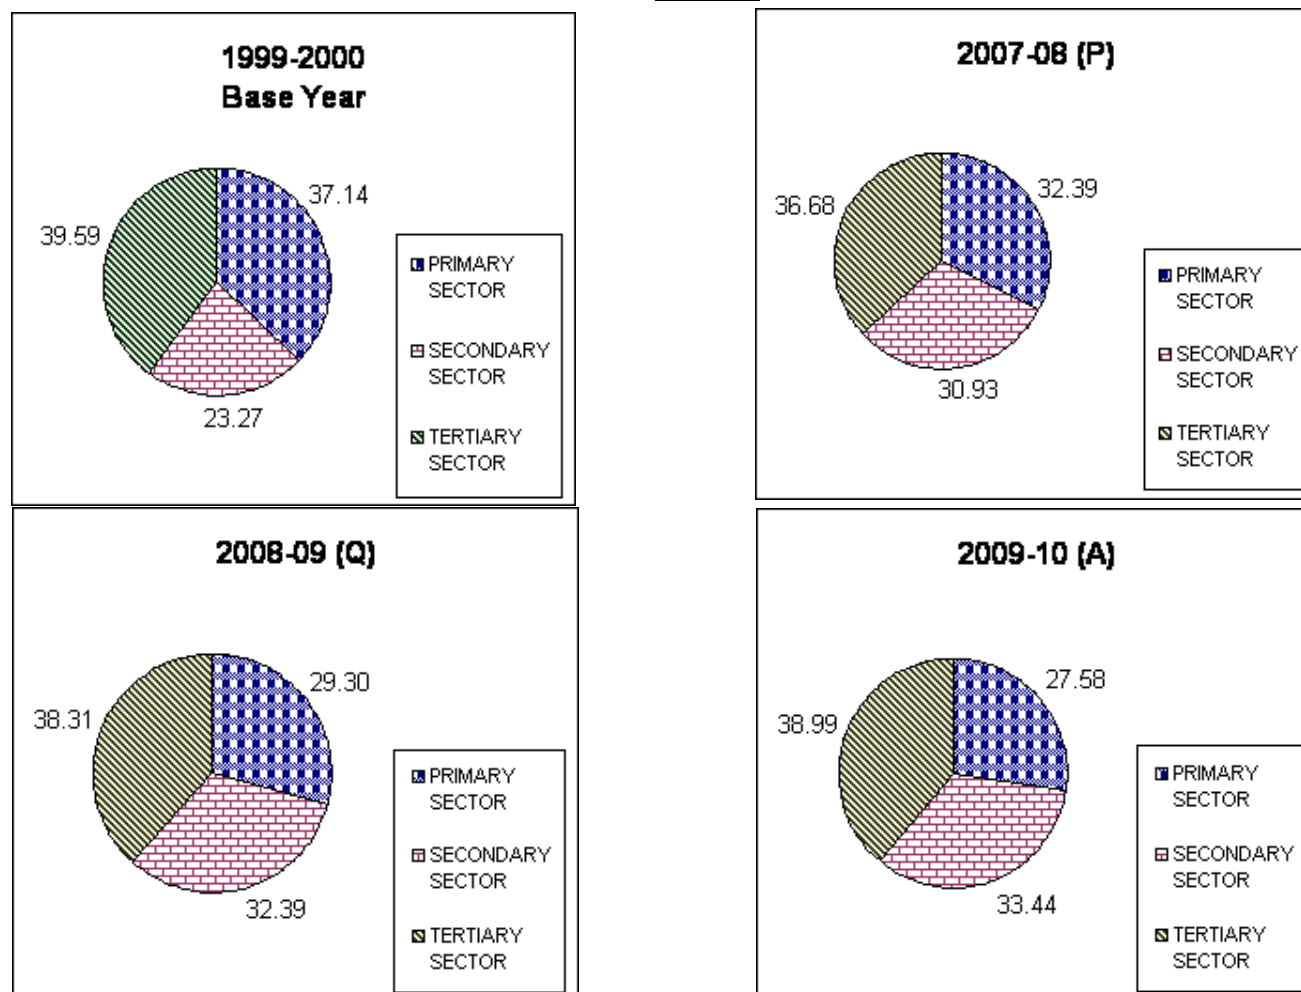 1999-2000
Base Year
37.14
39.59
23.27
PRIMARY
SECTOR
SECONDARY
SECTOR
TERTIARY
SECTOR
2007-08 (P)
32.39
36.68
30.93
PRIMARY
SECTOR
SECONDARY
SECTOR
TERTIARY
SECTOR
2008-09 (Q)
29.30
38.31
32.39
PRIMARY
SECTOR
SECONDARY
SECTOR
TERTIARY
SECTOR
2009-10 (A)
27.58
38.99
33.44
PRIMARY
SECTOR
SECONDARY
SECTOR
TERTIARY
SECTOR